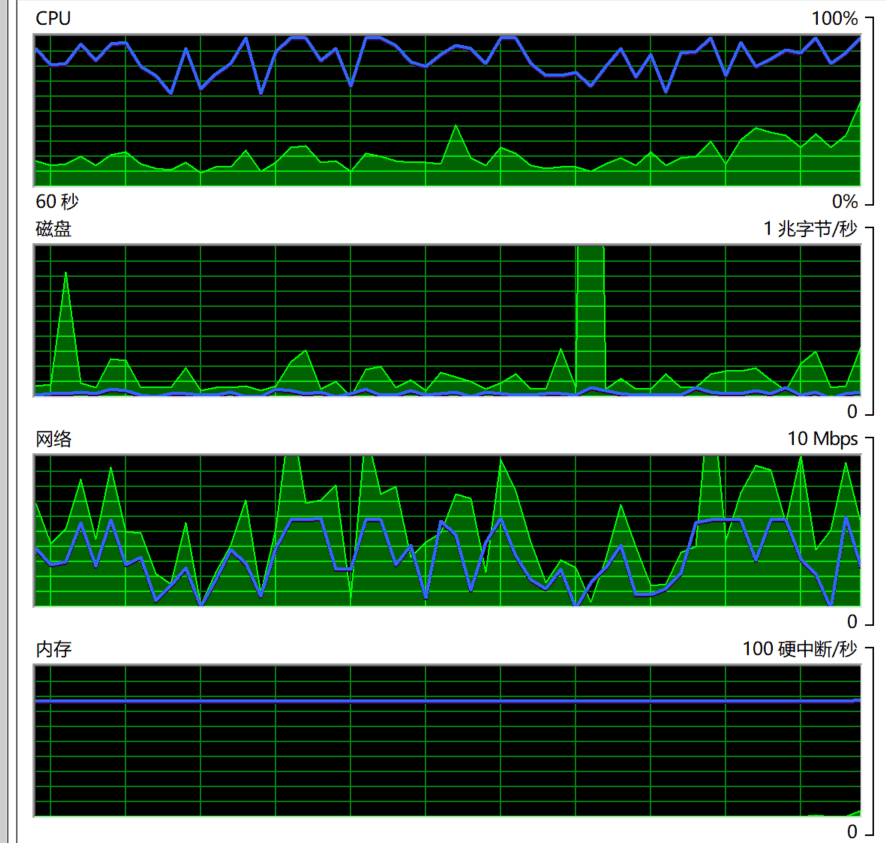 CPU 100%
60 秒 0%
磁盘 1 兆字节/秒
0
网络 10 Mbps
0
内存 100 硬中断/秒
0